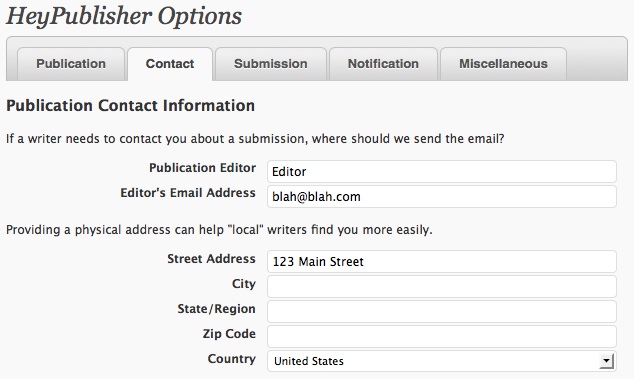 HeyPublisher Options
Publication Contact Submission Notification Miscellaneous
Publication Contact Information
If a writer needs to contact you about a submission, where should we send the email?
Publication Editor Editor
Editor's Email Address blah@blah.com
Providing a physical address can help "local" writers find you more easily.
Street Address 123 Main Street
City
State/Region
Zip Code
Country United States